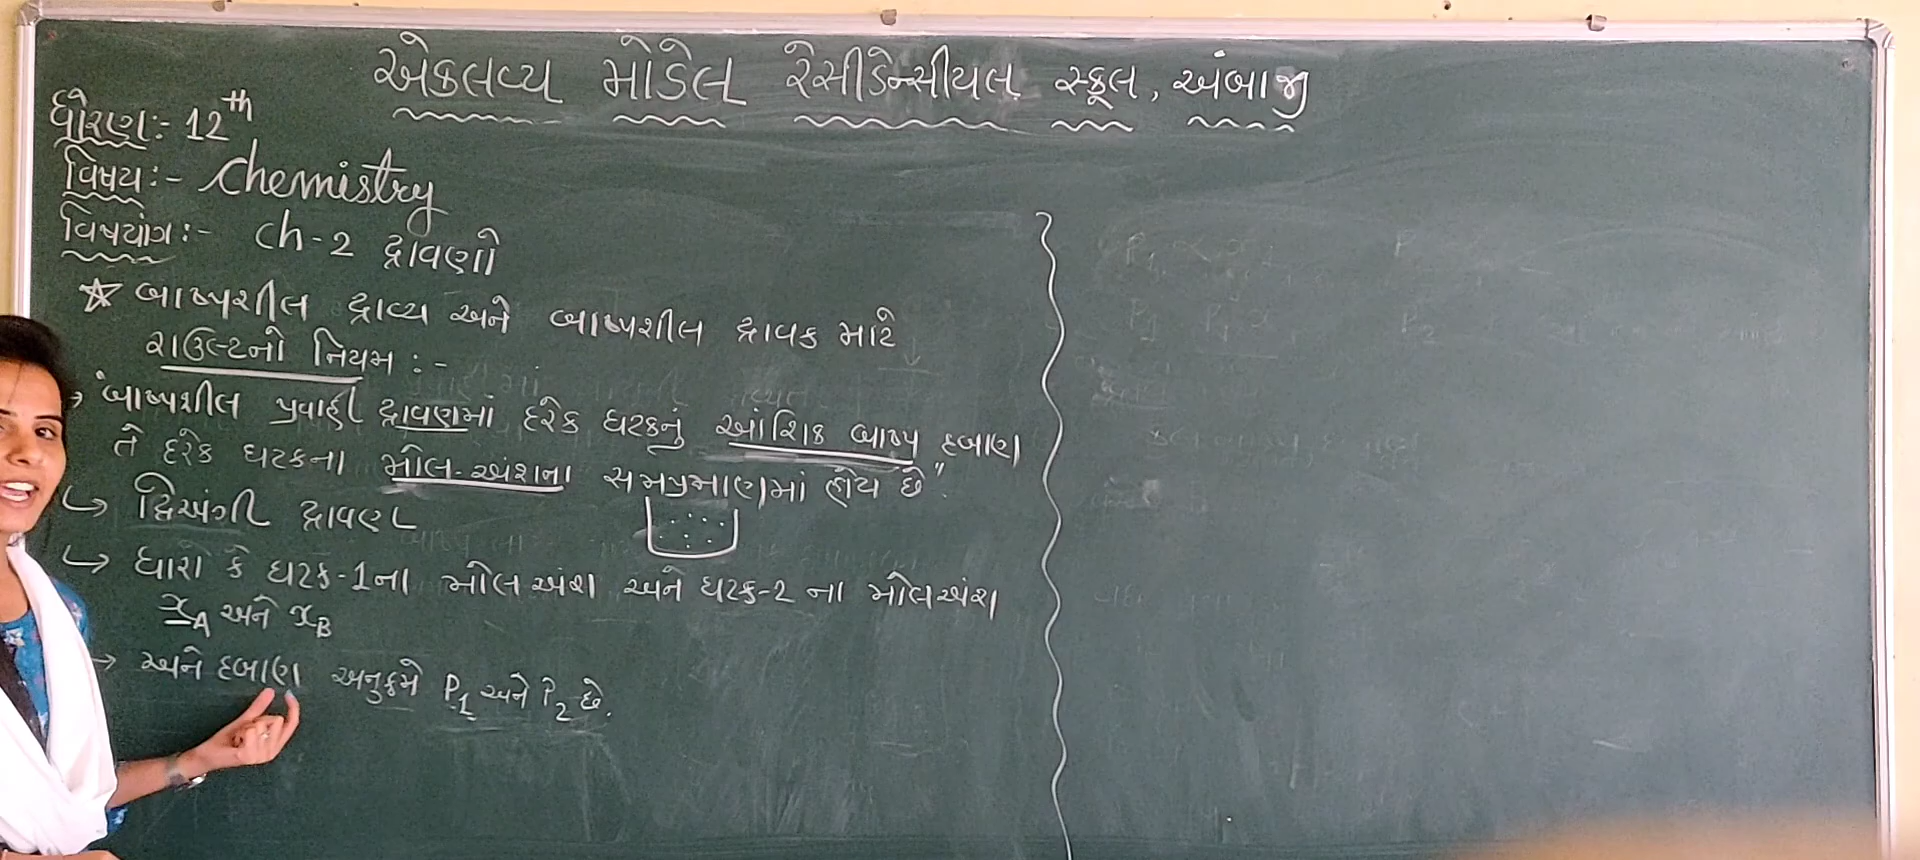 એકલવ્ય મોડેલ રેસીડેન્સીયલ સ્કૂલ, અંબાજી
ધોરણ:- 12th
વિષય:- Chemistry
વિષયાંગ:- ch-2 દ્રાવણો
☆ બાષ્પશીલ દ્રાવ્ય અને બાષ્પશીલ દ્રાવક માટે
રાઉલ્ટનો નિયમ :-
→ "બાષ્પશીલ પ્રવાહી દ્રાવણમાં દરેક ઘટકનું આંશિક બાષ્પ દબાણ
તે દરેક ઘટકના મોલ-અંશના સમપ્રમાણમાં હોય છે".
↳ દ્વિઅંગી દ્રાવણ
↳ ધારો કે ઘટક-1ના મોલઅંશ અને ઘટક-2 ના મોલઅંશ
xA અને xB
→ અને દબાણ અનુક્રમે P1 અને P2 છે.